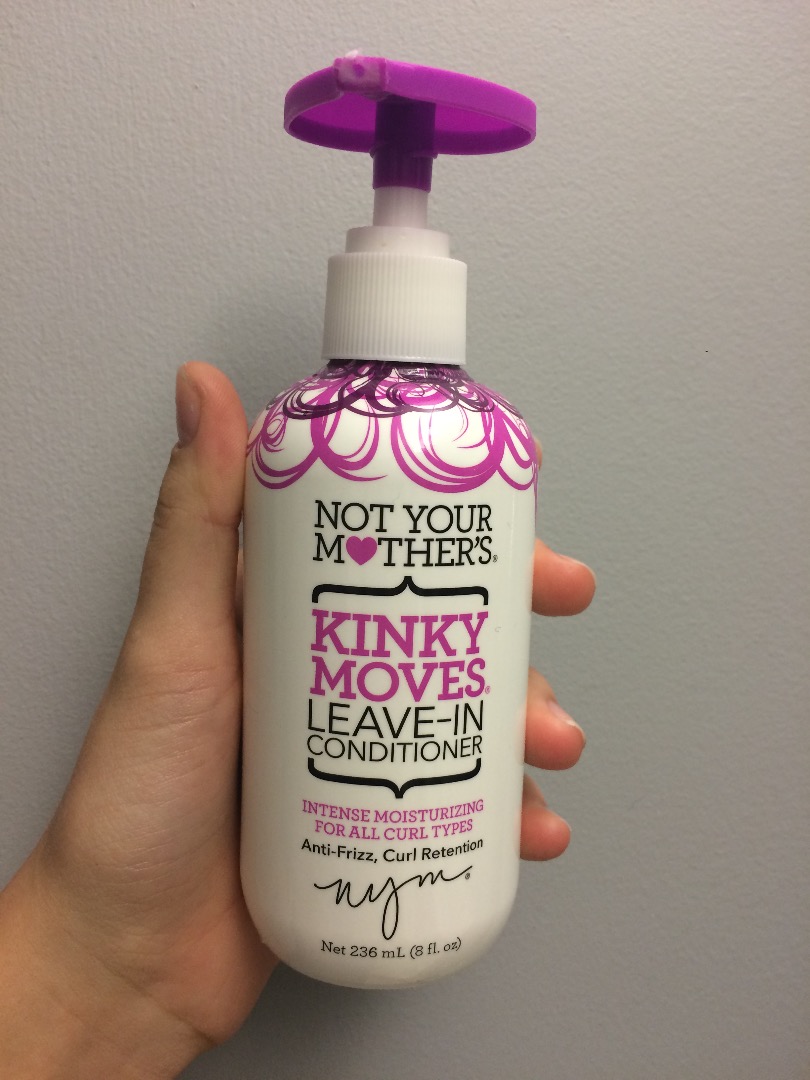 NOT YOUR
M♥THER'S®
KINKY
MOVES®
LEAVE-IN
CONDITIONER
INTENSE MOISTURIZING
FOR ALL CURL TYPES
Anti-Frizz, Curl Retention
nym®
Net 236 mL (8 fl. oz)